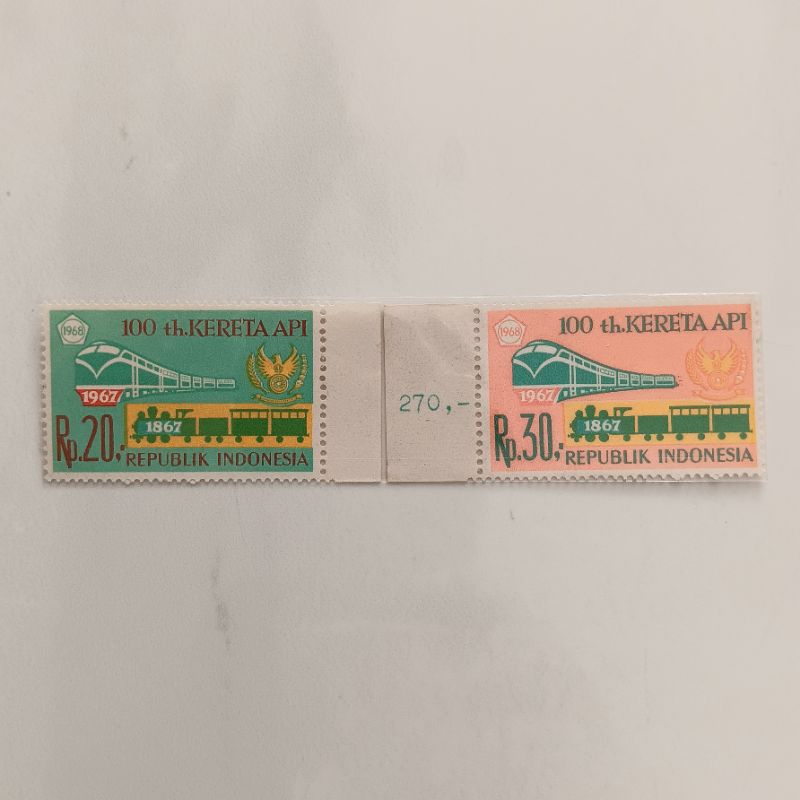 1968
100 th.KERETA API
1967
1867
Rp.20,-
REPUBLIK INDONESIA
270,-
1968
100 th.KERETA API
1967
1867
Rp.30,-
REPUBLIK INDONESIA